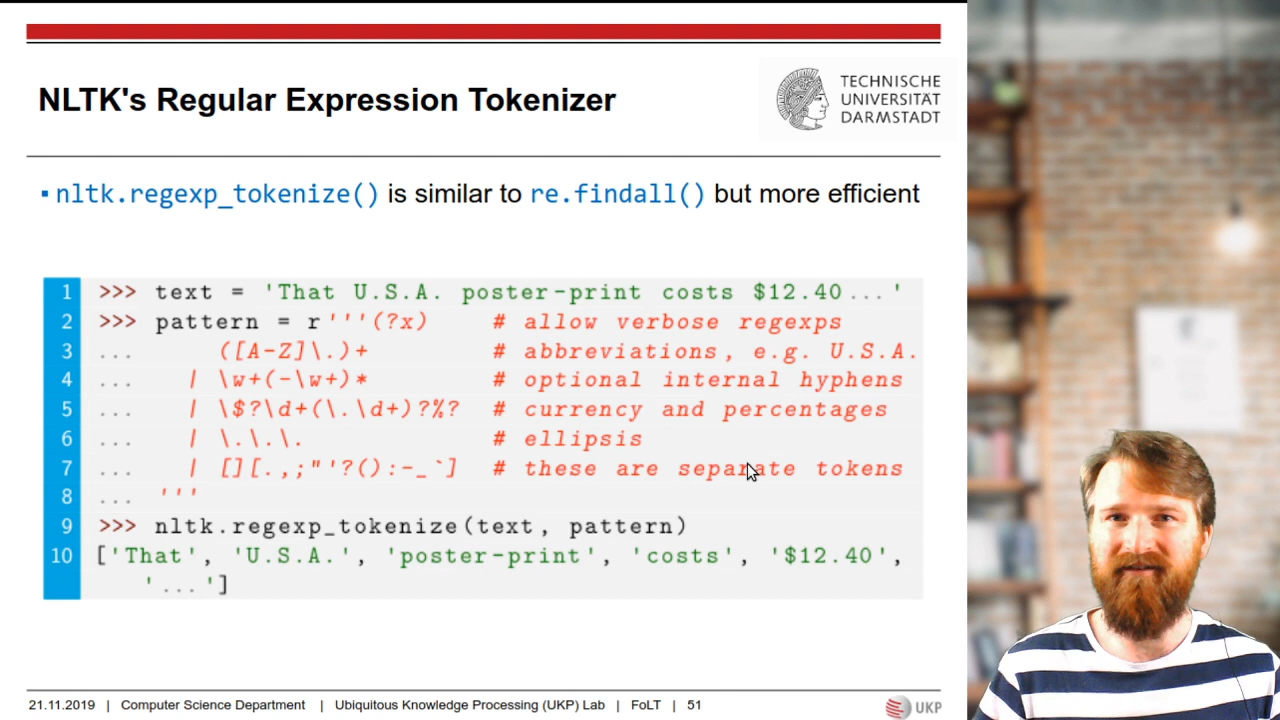 NLTK's Regular Expression Tokenizer
TECHNISCHE
UNIVERSITÄT
DARMSTADT
▪ nltk.regexp_tokenize() is similar to re.findall() but more efficient
1 >>> text = 'That U.S.A. poster-print costs $12.40...'
2 >>> pattern = r'''(?x) # allow verbose regexps
3 ... ([A-Z]\.)+ # abbreviations, e.g. U.S.A.
4 ... | \w+(-\w+)* # optional internal hyphens
5 ... | \$?\d+(\.\d+)?%? # currency and percentages
6 ... | \.\.\. # ellipsis
7 ... | [][.,;"'?():-_`] # these are separate tokens
8 ... '''
9 >>> nltk.regexp_tokenize(text, pattern)
10 ['That', 'U.S.A.', 'poster-print', 'costs', '$12.40',
'...']
21.11.2019 | Computer Science Department | Ubiquitous Knowledge Processing (UKP) Lab | FoLT | 51
UKP